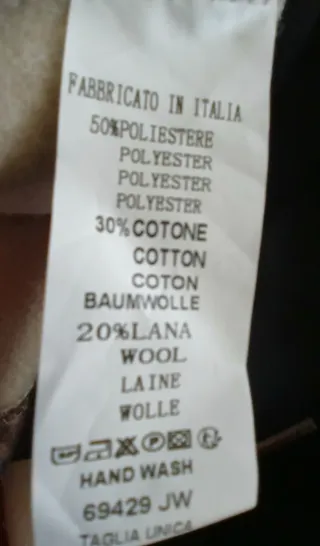 FABBRICATO IN ITALIA
50%POLIESTERE
POLYESTER
POLYESTER
POLYESTER
30%COTONE
COTTON
COTON
BAUMWOLLE
20%LANA
WOOL
LAINE
WOLLE
HAND WASH
69429 JW
TAGLIA UNICA